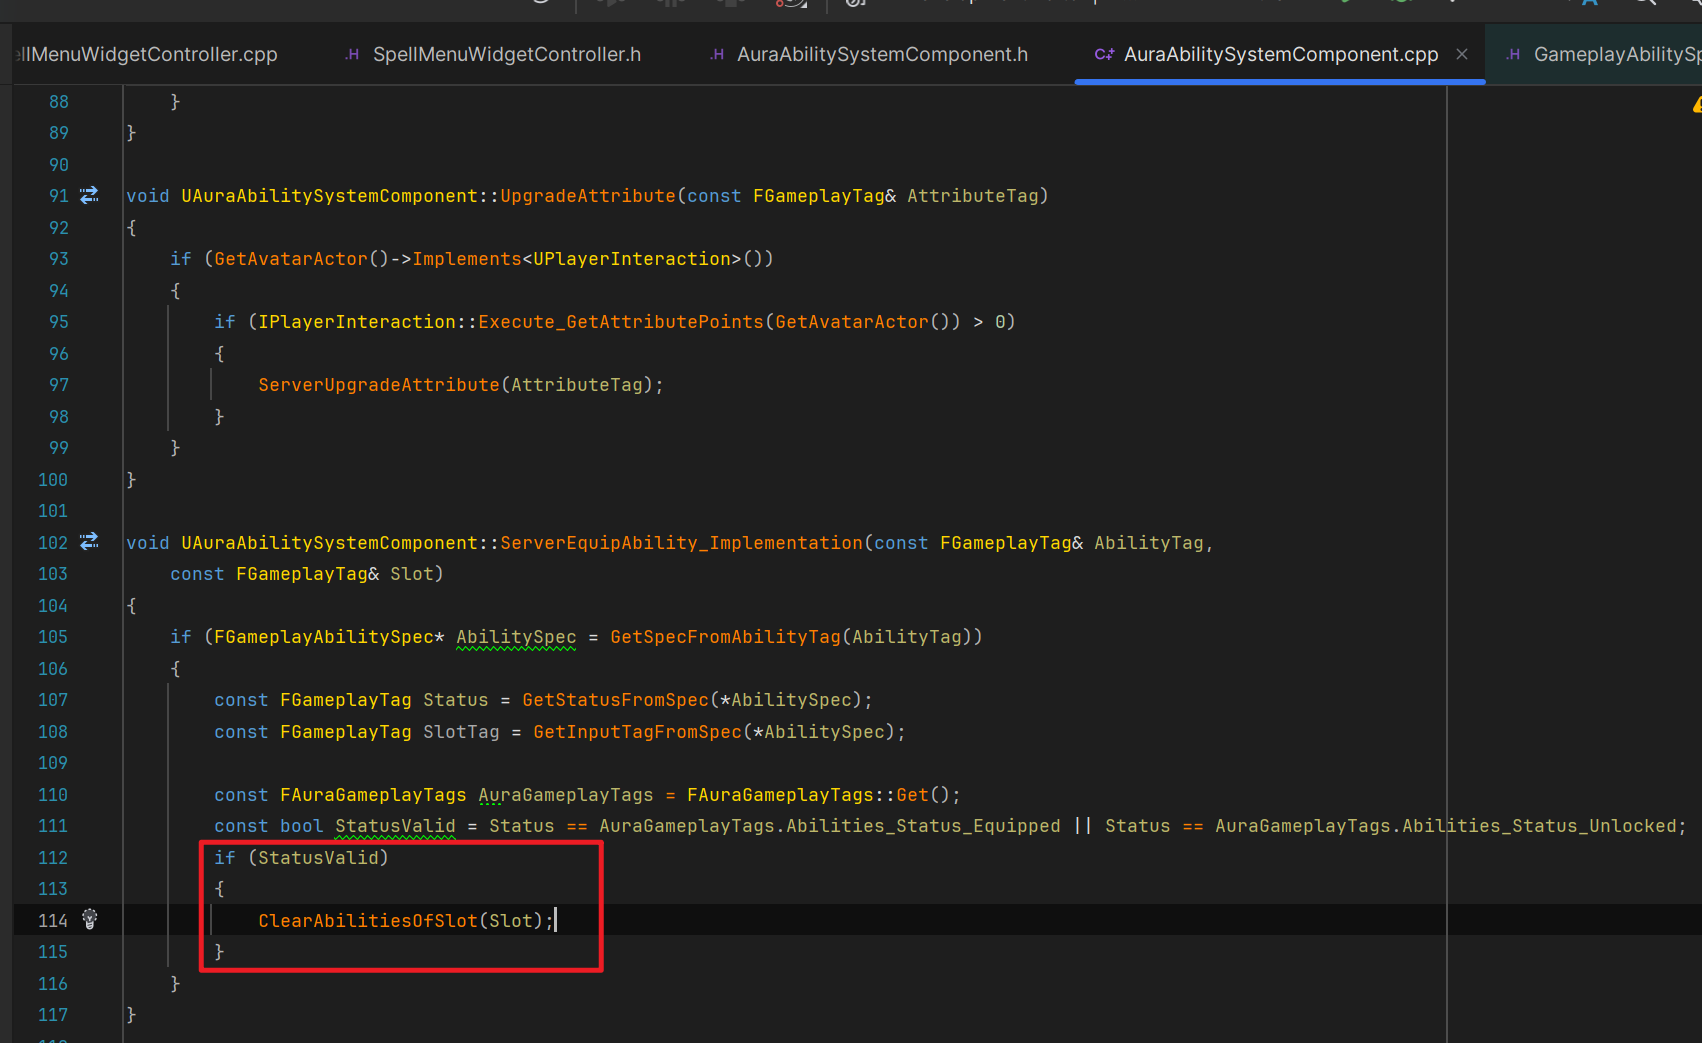 llMenuWidgetController.cpp .H SpellMenuWidgetController.h .H AuraAbilitySystemComponent.h C+ AuraAbilitySystemComponent.cpp × .H GameplayAbilitySp
88 }
89 }
90
91 void UAuraAbilitySystemComponent::UpgradeAttribute(const FGameplayTag& AttributeTag)
92 {
93 if (GetAvatarActor()->Implements<UPlayerInteraction>())
94 {
95 if (IPlayerInteraction::Execute_GetAttributePoints(GetAvatarActor()) > 0)
96 {
97 ServerUpgradeAttribute(AttributeTag);
98 }
99 }
100 }
101
102 void UAuraAbilitySystemComponent::ServerEquipAbility_Implementation(const FGameplayTag& AbilityTag,
103 const FGameplayTag& Slot)
104 {
105 if (FGameplayAbilitySpec* AbilitySpec = GetSpecFromAbilityTag(AbilityTag))
106 {
107 const FGameplayTag Status = GetStatusFromSpec(*AbilitySpec);
108 const FGameplayTag SlotTag = GetInputTagFromSpec(*AbilitySpec);
109
110 const FAuraGameplayTags AuraGameplayTags = FAuraGameplayTags::Get();
111 const bool StatusValid = Status == AuraGameplayTags.Abilities_Status_Equipped || Status == AuraGameplayTags.Abilities_Status_Unlocked;
112 if (StatusValid)
113 {
114 ClearAbilitiesOfSlot(Slot);
115 }
116 }
117 }